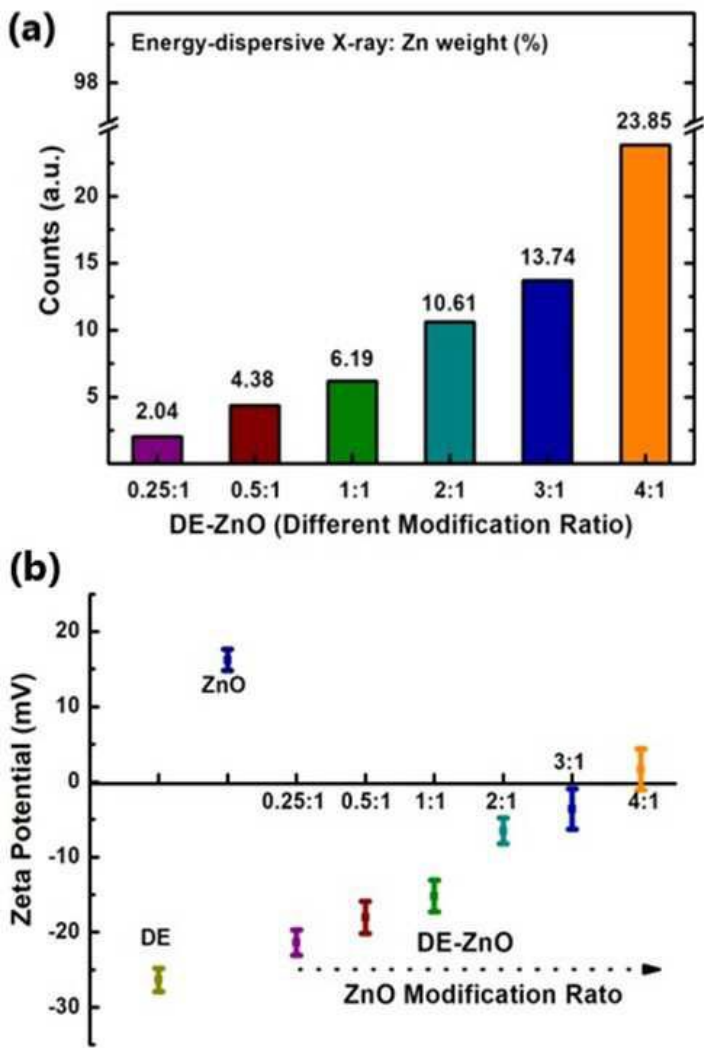 (a)
Energy-dispersive X-ray: Zn weight (%)
98
20
15
10
5
Counts (a.u.)
2.04
4.38
6.19
10.61
13.74
23.85
0.25:1 0.5:1 1:1 2:1 3:1 4:1
DE-ZnO (Different Modification Ratio)
(b)
20
10
0
-10
-20
-30
Zeta Potential (mV)
ZnO
3:1
0.25:1 0.5:1 1:1 2:1 4:1
DE
DE-ZnO
ZnO Modification Rato